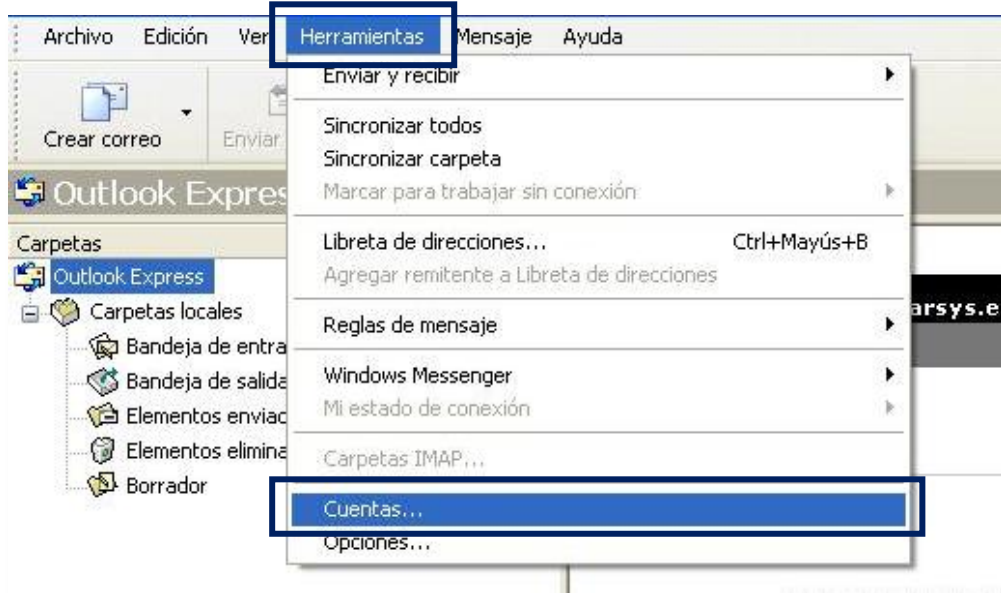 Archivo Edición Ver Herramientas Mensaje Ayuda
Crear correo Enviar
Outlook Expres
Carpetas
Outlook Express
Carpetas locales
Bandeja de entra
Bandeja de salida
Elementos enviac
Elementos elimina
Borrador
Enviar y recibir
Sincronizar todos
Sincronizar carpeta
Marcar para trabajar sin conexión
Libreta de direcciones... Ctrl+Mayús+B
Agregar remitente a Libreta de direcciones
Reglas de mensaje
Windows Messenger
Mi estado de conexión
Carpetas IMAP...
Cuentas...
Opciones...
arsys.e